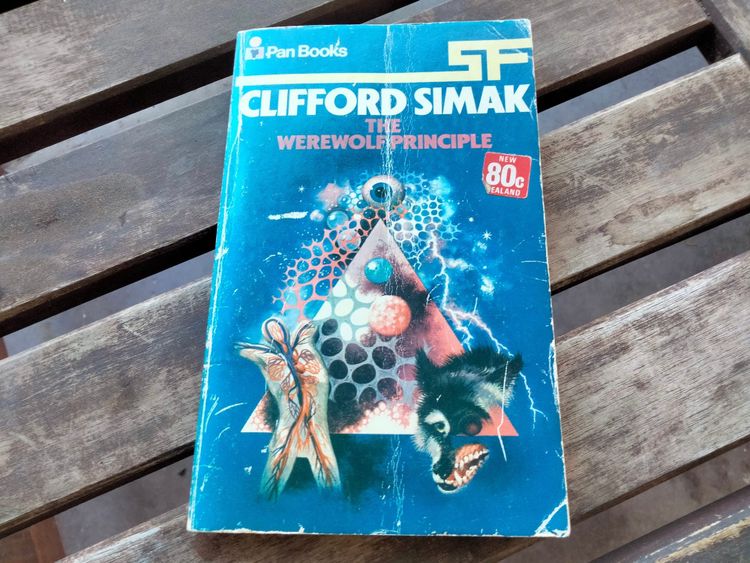 Pan Books
SF
CLIFFORD SIMAK
THE
WEREWOLF PRINCIPLE
NEW
80c
ZEALAND